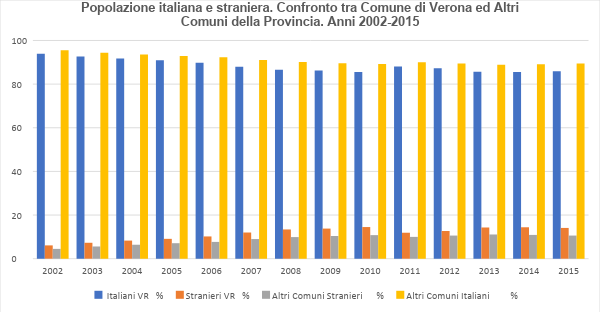 Popolazione italiana e straniera. Confronto tra Comune di Verona ed Altri
Comuni della Provincia. Anni 2002-2015
100
80
60
40
20
0
2002 2003 2004 2005 2006 2007 2008 2009 2010 2011 2012 2013 2014 2015
Italiani VR % Stranieri VR % Altri Comuni Stranieri % Altri Comuni Italiani %